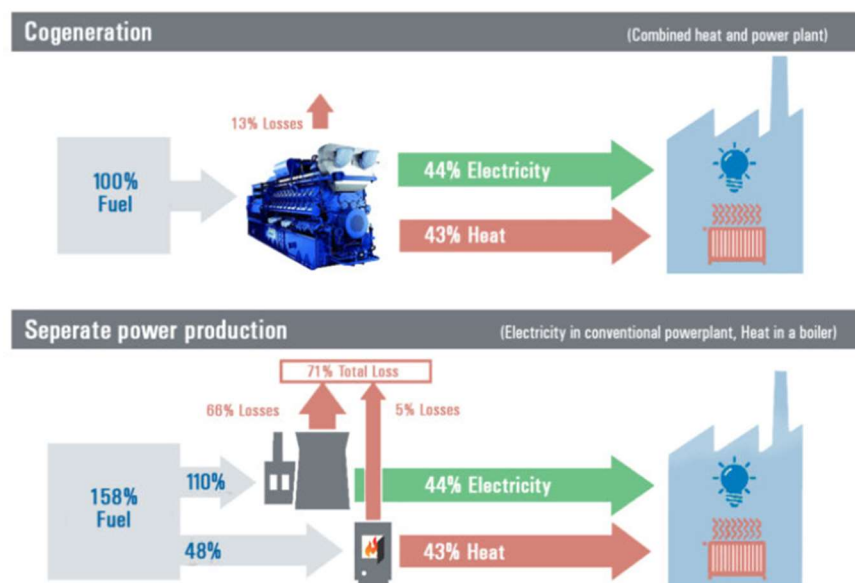 Cogeneration
(Combined heat and power plant)
13% Losses
100%
Fuel
44% Electricity
43% Heat
Seperate power production
(Electricity in conventional powerplant, Heat in a boiler)
71% Total Loss
66% Losses
5% Losses
158%
Fuel
110%
44% Electricity
48%
43% Heat